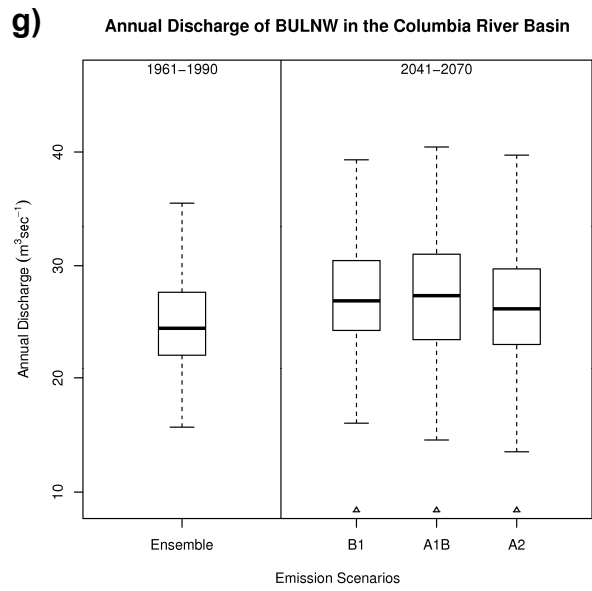 g)
Annual Discharge of BULNW in the Columbia River Basin
1961−1990
2041−2070
40
30
20
10
Annual Discharge (m³sec⁻¹)
Ensemble
B1
A1B
A2
Emission Scenarios